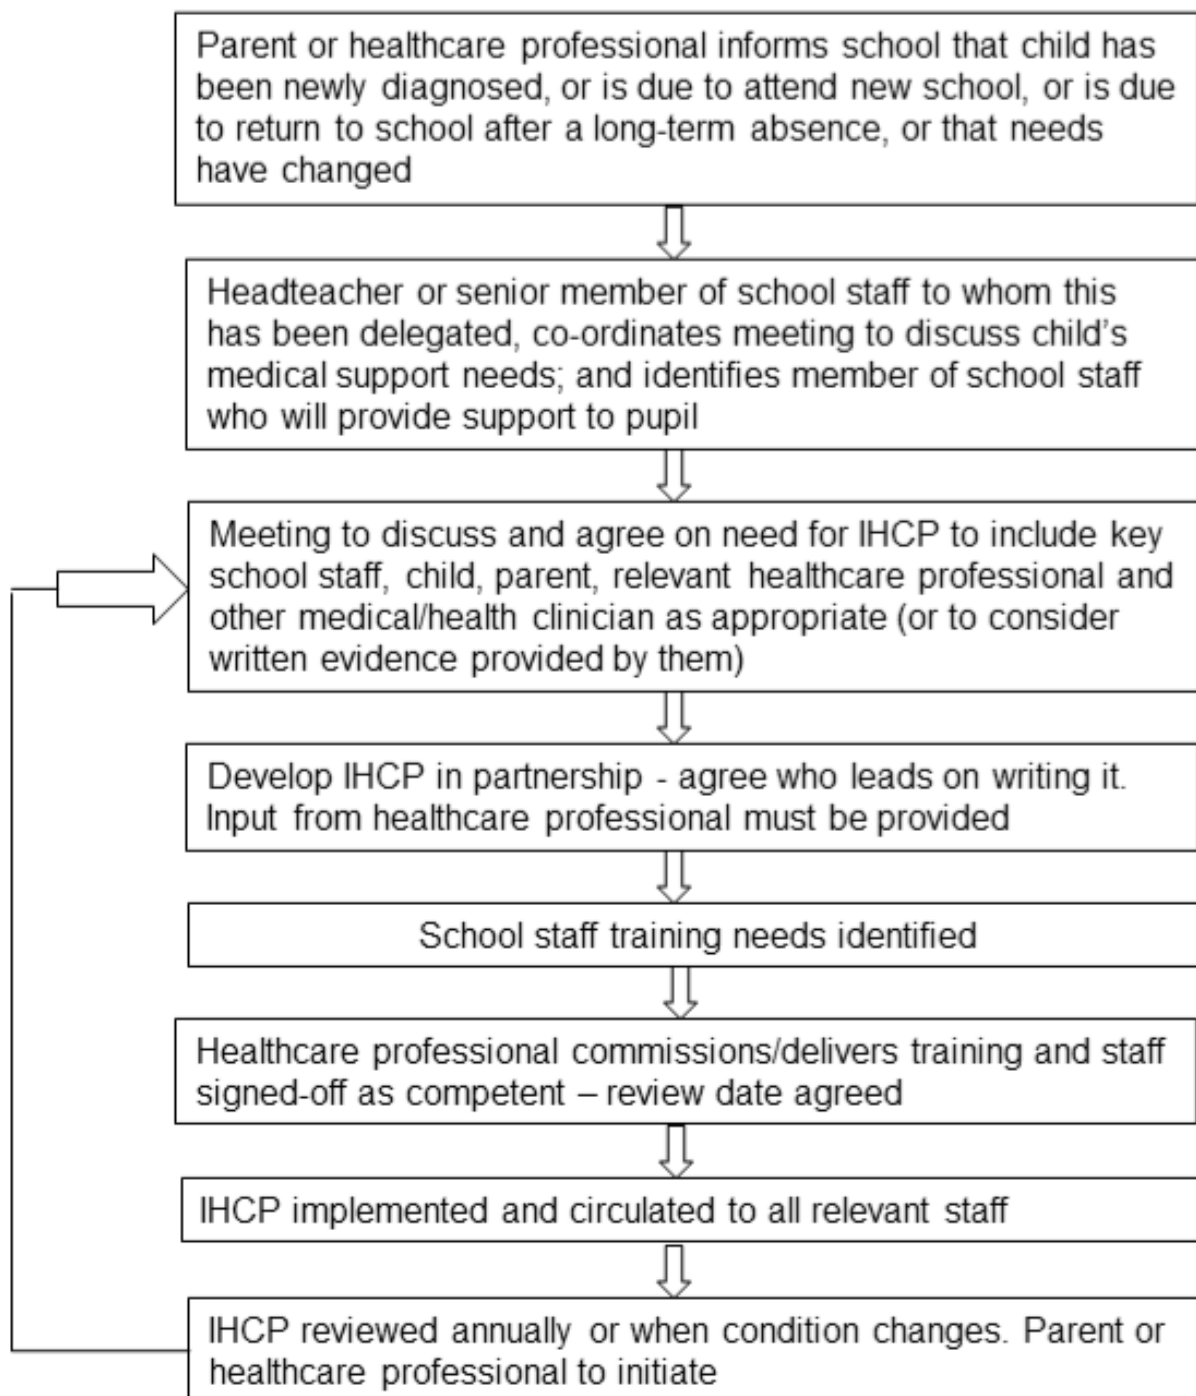 Parent or healthcare professional informs school that child has
been newly diagnosed, or is due to attend new school, or is due
to return to school after a long-term absence, or that needs
have changed
Headteacher or senior member of school staff to whom this
has been delegated, co-ordinates meeting to discuss child's
medical support needs; and identifies member of school staff
who will provide support to pupil
Meeting to discuss and agree on need for IHCP to include key
school staff, child, parent, relevant healthcare professional and
other medical/health clinician as appropriate (or to consider
written evidence provided by them)
Develop IHCP in partnership - agree who leads on writing it.
Input from healthcare professional must be provided
School staff training needs identified
Healthcare professional commissions/delivers training and staff
signed-off as competent – review date agreed
IHCP implemented and circulated to all relevant staff
IHCP reviewed annually or when condition changes. Parent or
healthcare professional to initiate